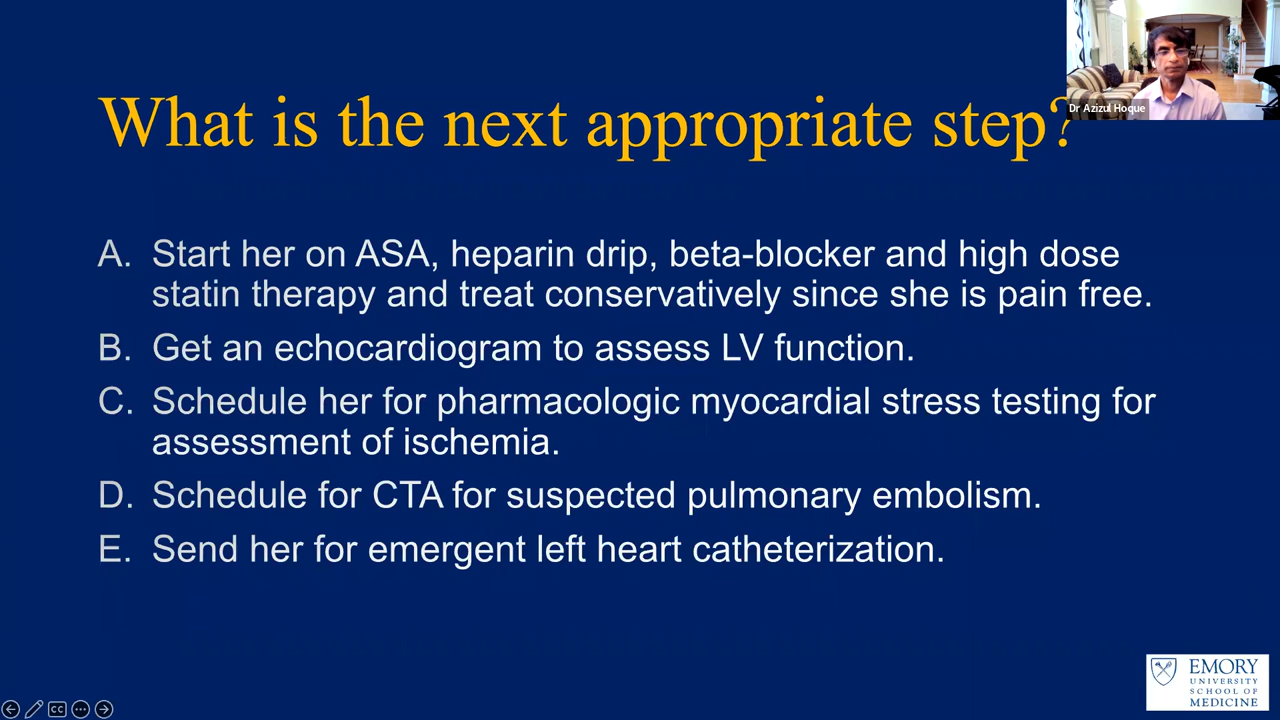 What is the next appropriate step?
Dr Azizul Hoque
A. Start her on ASA, heparin drip, beta-blocker and high dose
statin therapy and treat conservatively since she is pain free.
B. Get an echocardiogram to assess LV function.
C. Schedule her for pharmacologic myocardial stress testing for
assessment of ischemia.
D. Schedule for CTA for suspected pulmonary embolism.
E. Send her for emergent left heart catheterization.
EMORY
UNIVERSITY
SCHOOL OF
MEDICINE
CC